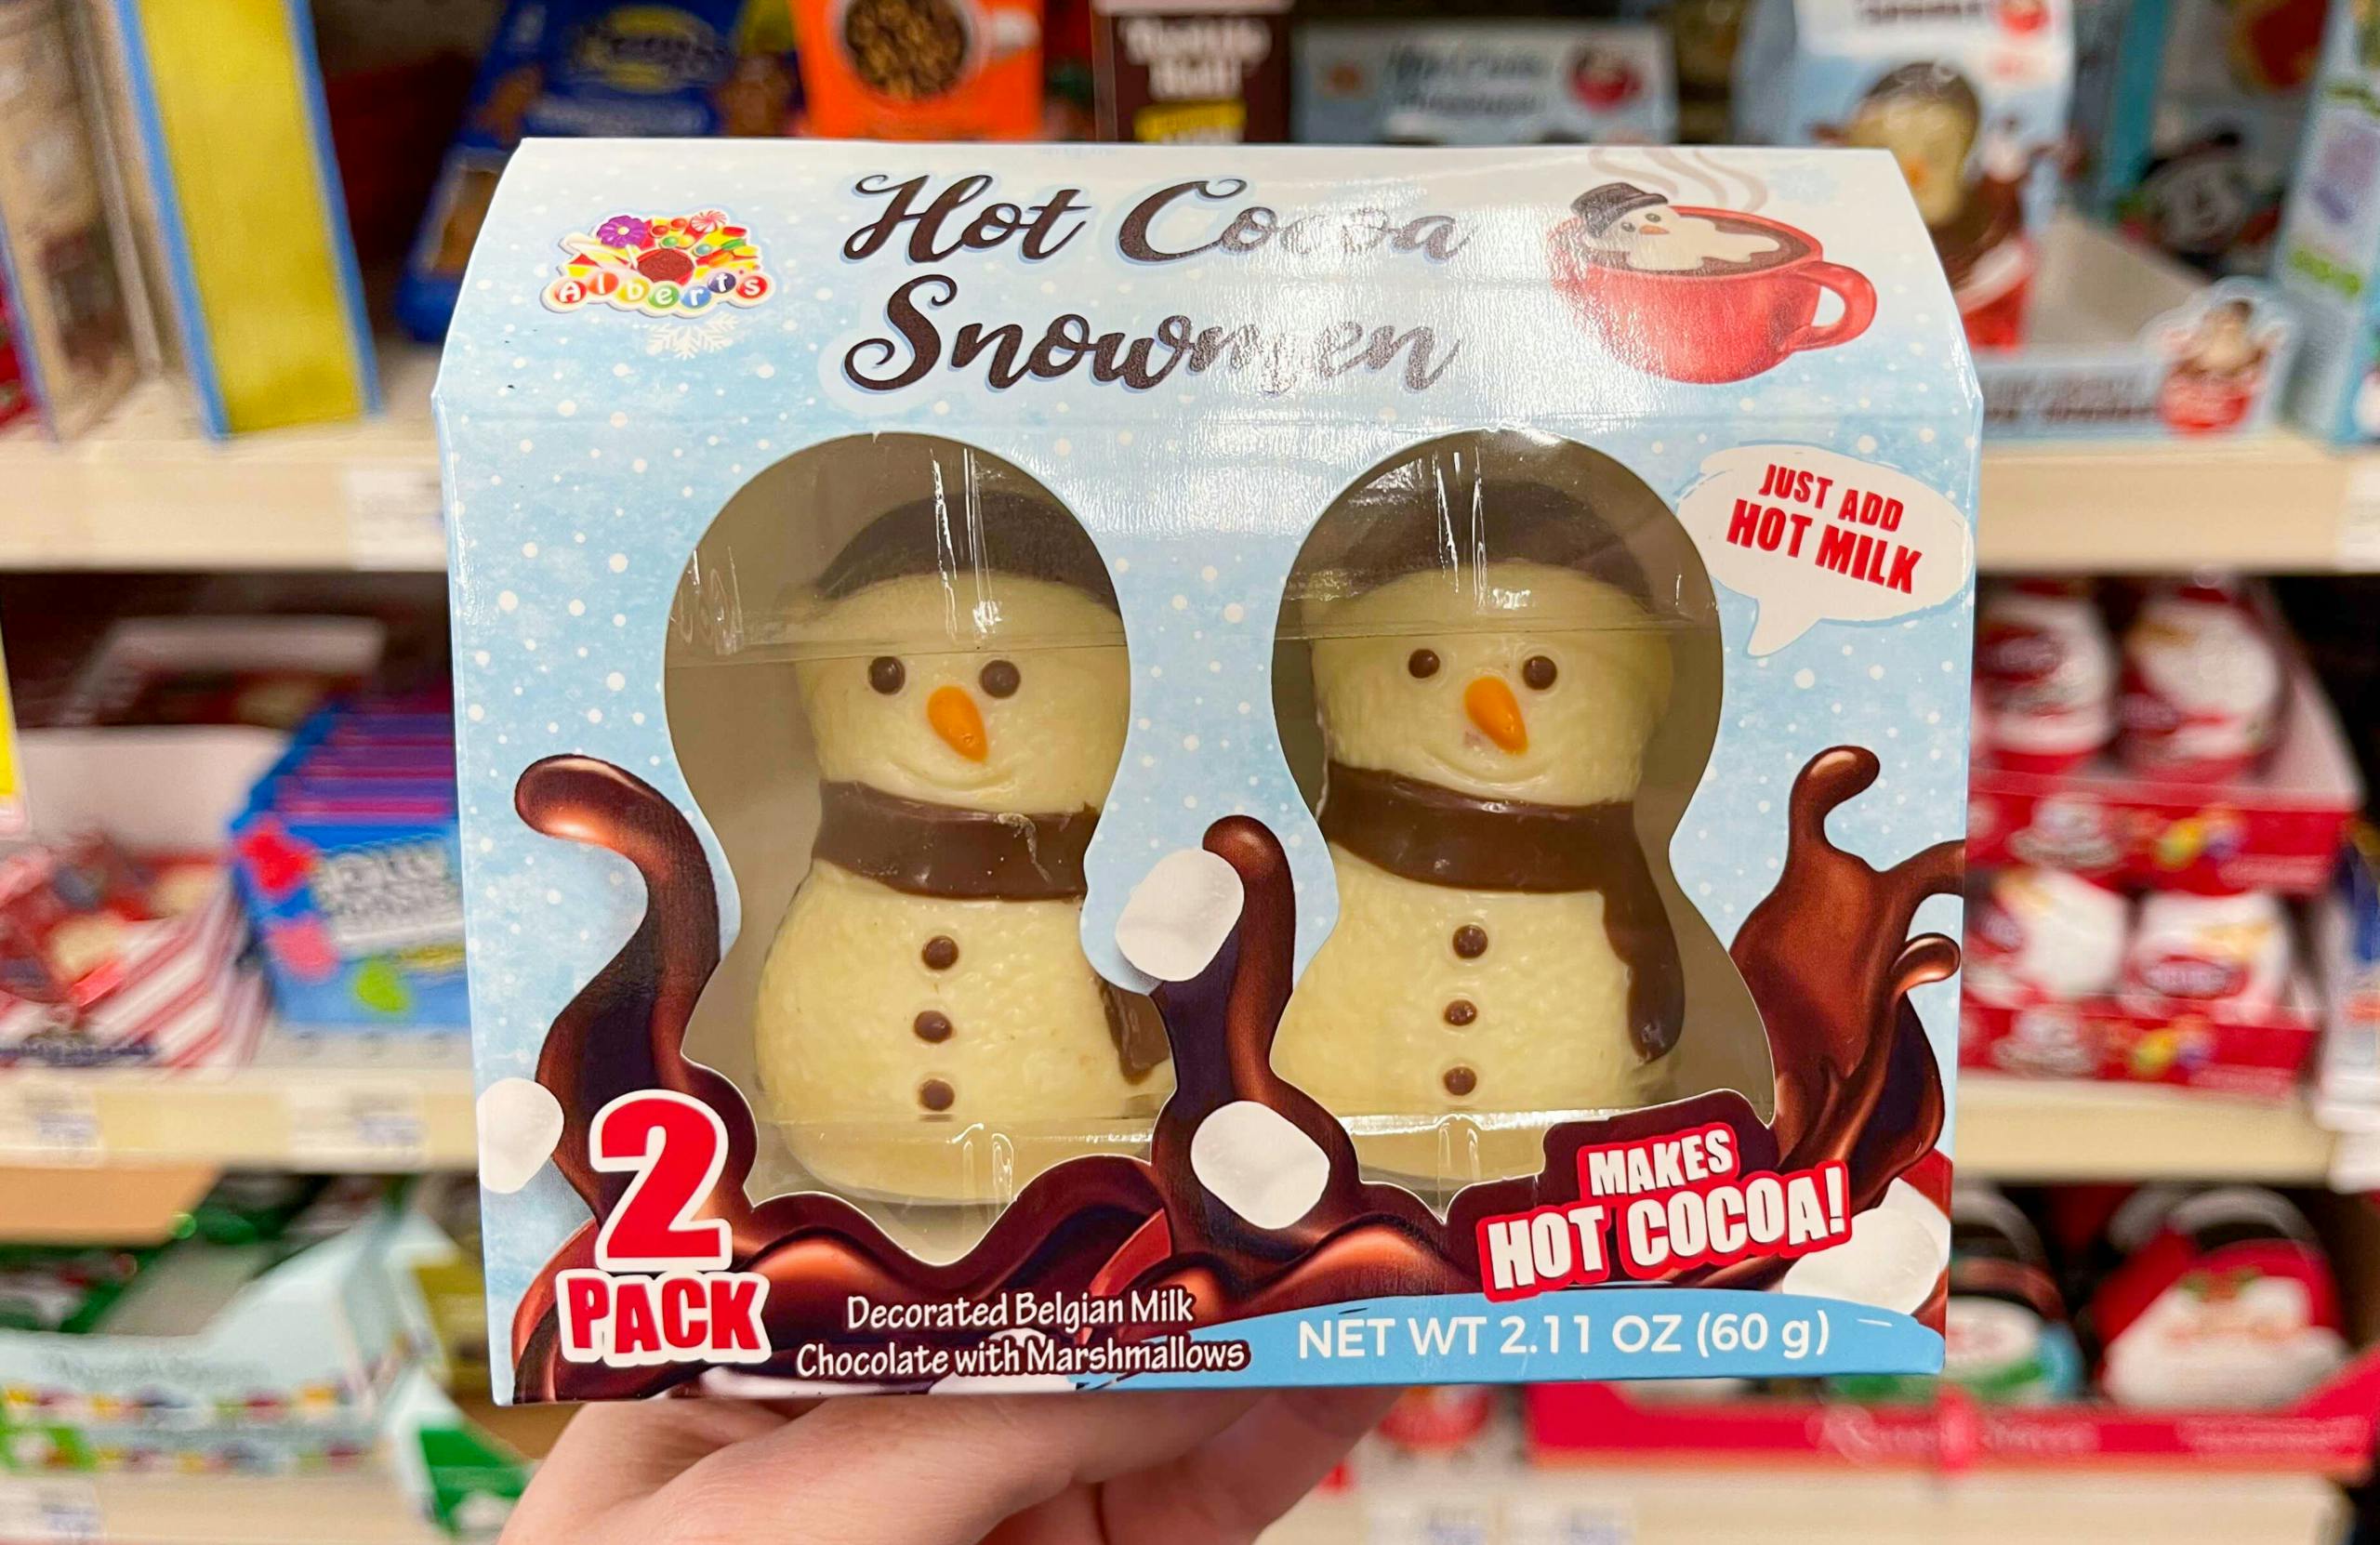 Alberts
Hot Cocoa
Snowmen
JUST ADD
HOT MILK
2
PACK
MAKES
HOT COCOA!
Decorated Belgian Milk
Chocolate with Marshmallows
NET WT 2.11 OZ (60 g)